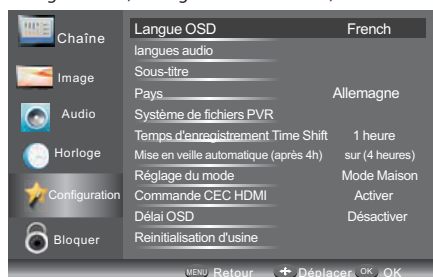 Chaîne
Image
Audio
Horloge
Configuration
Bloquer
Langue OSD French
langues audio
Sous-titre
Pays Allemagne
Système de fichiers PVR
Temps d'enregistrement Time Shift 1 heure
Mise en veille automatique (après 4h) sur (4 heures)
Réglage du mode Mode Maison
Commande CEC HDMI Activer
Délai OSD Désactiver
Reinitialisation d'usine
MENU Retour Déplacer OK OK